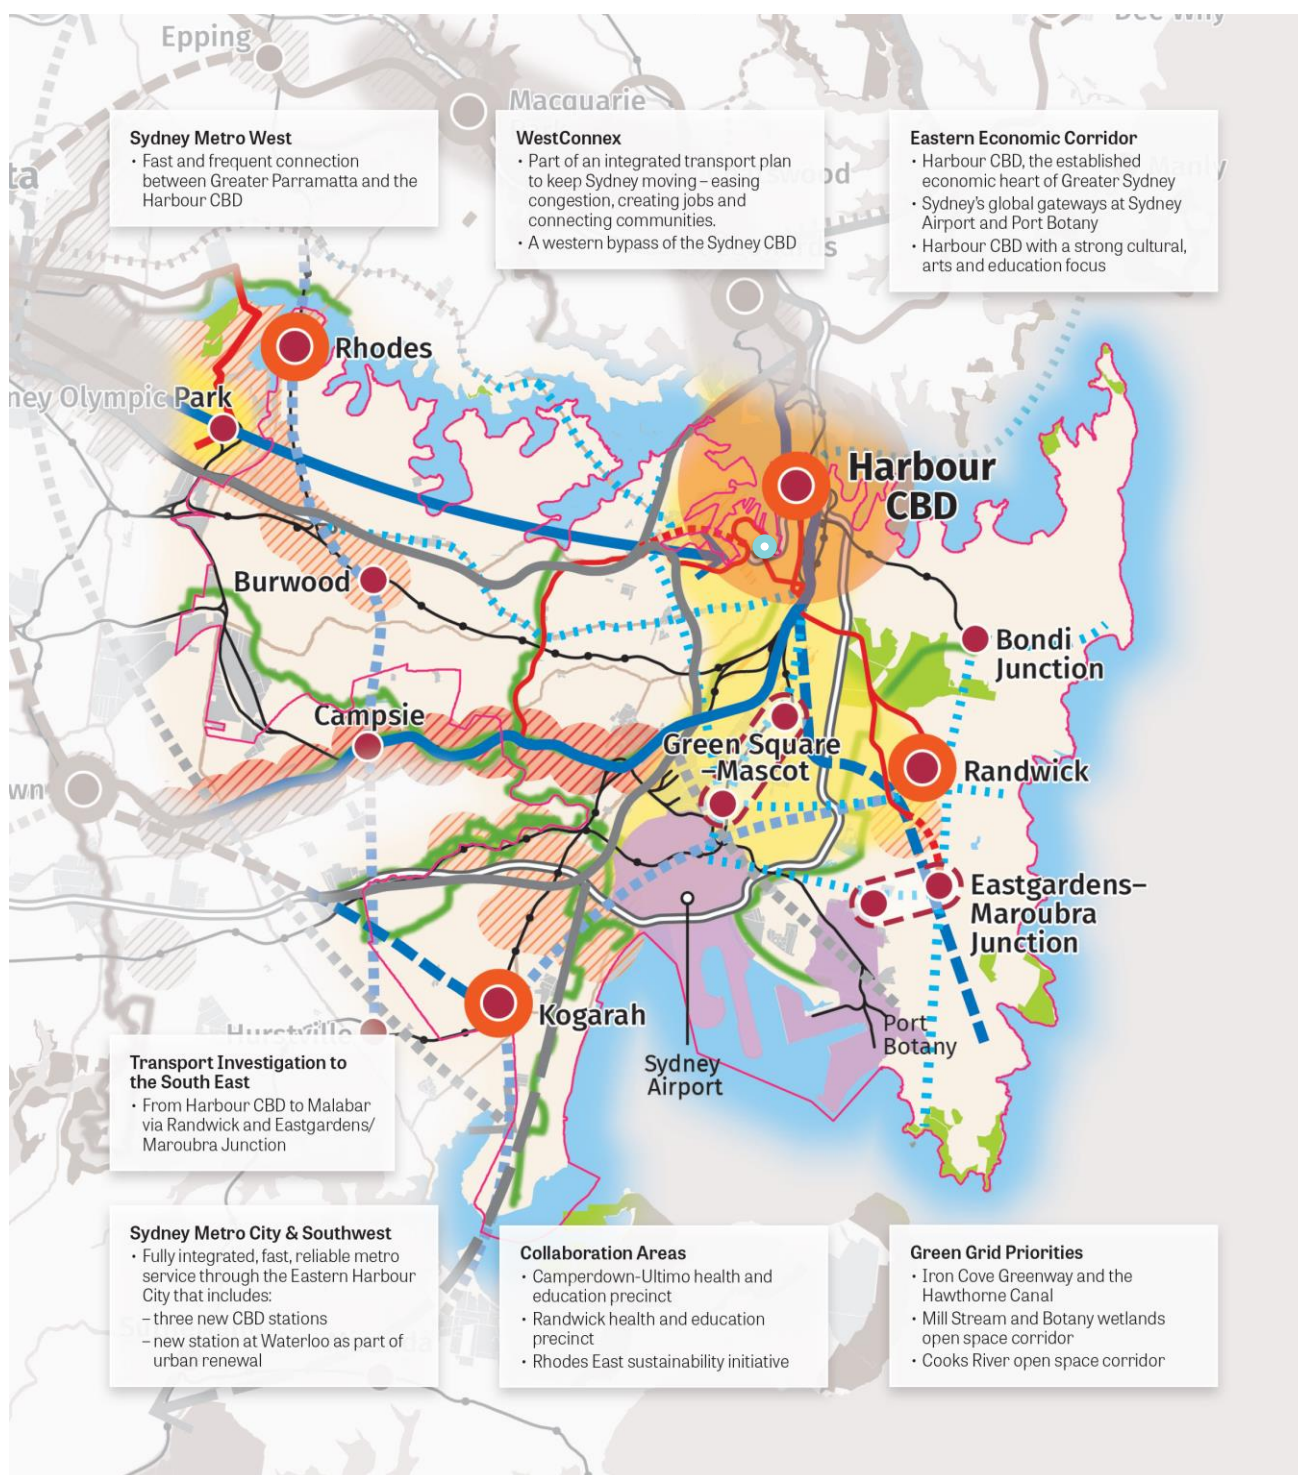 Dee Why
Epping
Macquarie
Sydney Metro West
• Fast and frequent connection
between Greater Parramatta and the
Harbour CBD
WestConnex
• Part of an integrated transport plan
to keep Sydney moving – easing
congestion, creating jobs and
connecting communities.
• A western bypass of the Sydney CBD
Eastern Economic Corridor
• Harbour CBD, the established
economic heart of Greater Sydney
• Sydney's global gateways at Sydney
Airport and Port Botany
• Harbour CBD with a strong cultural,
arts and education focus
Manly
ta
ood
ds
Rhodes
ney Olympic Park
Harbour
CBD
Burwood
Bondi
Junction
Campsie
Green Square
–Mascot
Randwick
wn
Eastgardens–
Maroubra
Junction
Kogarah
Hurstville
Port
Botany
Sydney
Airport
Transport Investigation to
the South East
• From Harbour CBD to Malabar
via Randwick and Eastgardens/
Maroubra Junction
Sydney Metro City & Southwest
• Fully integrated, fast, reliable metro
service through the Eastern Harbour
City that includes:
– three new CBD stations
– new station at Waterloo as part of
urban renewal
Collaboration Areas
• Camperdown-Ultimo health and
education precinct
• Randwick health and education
precinct
• Rhodes East sustainability initiative
Green Grid Priorities
• Iron Cove Greenway and the
Hawthorne Canal
• Mill Stream and Botany wetlands
open space corridor
• Cooks River open space corridor